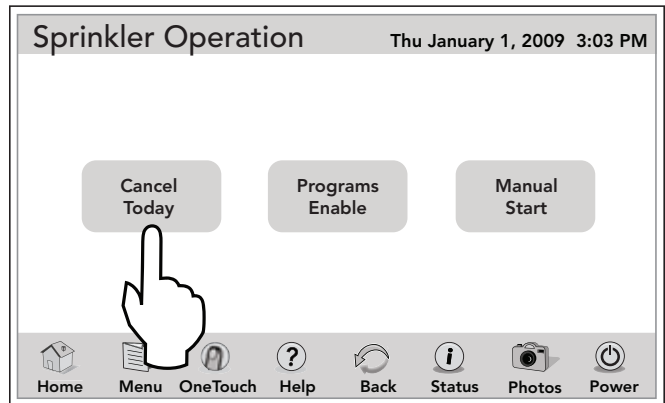 Sprinkler Operation
Thu January 1, 2009 3:03 PM
Cancel
Today
Programs
Enable
Manual
Start
?
i
Home Menu OneTouch Help Back Status Photos Power